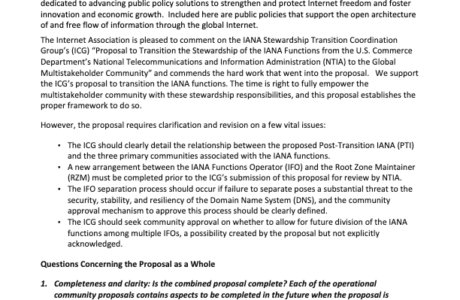 dedicated to advancing public policy solutions to strengthen and protect Internet freedom and foster
innovation and economic growth.  Included here are public policies that support the open architecture
of and free flow of information through the global Internet.
The Internet Association is pleased to comment on the IANA Stewardship Transition Coordination
Group's (ICG) "Proposal to Transition the Stewardship of the IANA Functions from the U.S. Commerce
Department's National Telecommunications and Information Administration (NTIA) to the Global
Multistakeholder Community" and commends the hard work that went into the proposal.   We support
the ICG's proposal to transition the IANA functions. The time is right to fully empower the
multistakeholder community with these stewardship responsibilities, and this proposal establishes the
proper framework to do so.
However, the proposal requires clarification and revision on a few vital issues:
• The ICG should clearly detail the relationship between the proposed Post-Transition IANA (PTI)
and the three primary communities associated with the IANA functions.
• A new arrangement between the IANA Functions Operator (IFO) and the Root Zone Maintainer
(RZM) must be completed prior to the ICG's submission of this proposal for review by NTIA.
• The IFO separation process should occur if failure to separate poses a substantial threat to the
security, stability, and resiliency of the Domain Name System (DNS), and the community
approval mechanism to approve this process should be clearly defined.
• The ICG should seek community approval on whether to allow for future division of the IANA
functions among multiple IFOs, a possibility created by the proposal but not explicitly
acknowledged.
Questions Concerning the Proposal as a Whole
1. Completeness and clarity: Is the combined proposal complete? Each of the operational
community proposals contains aspects to be completed in the future when the proposal is